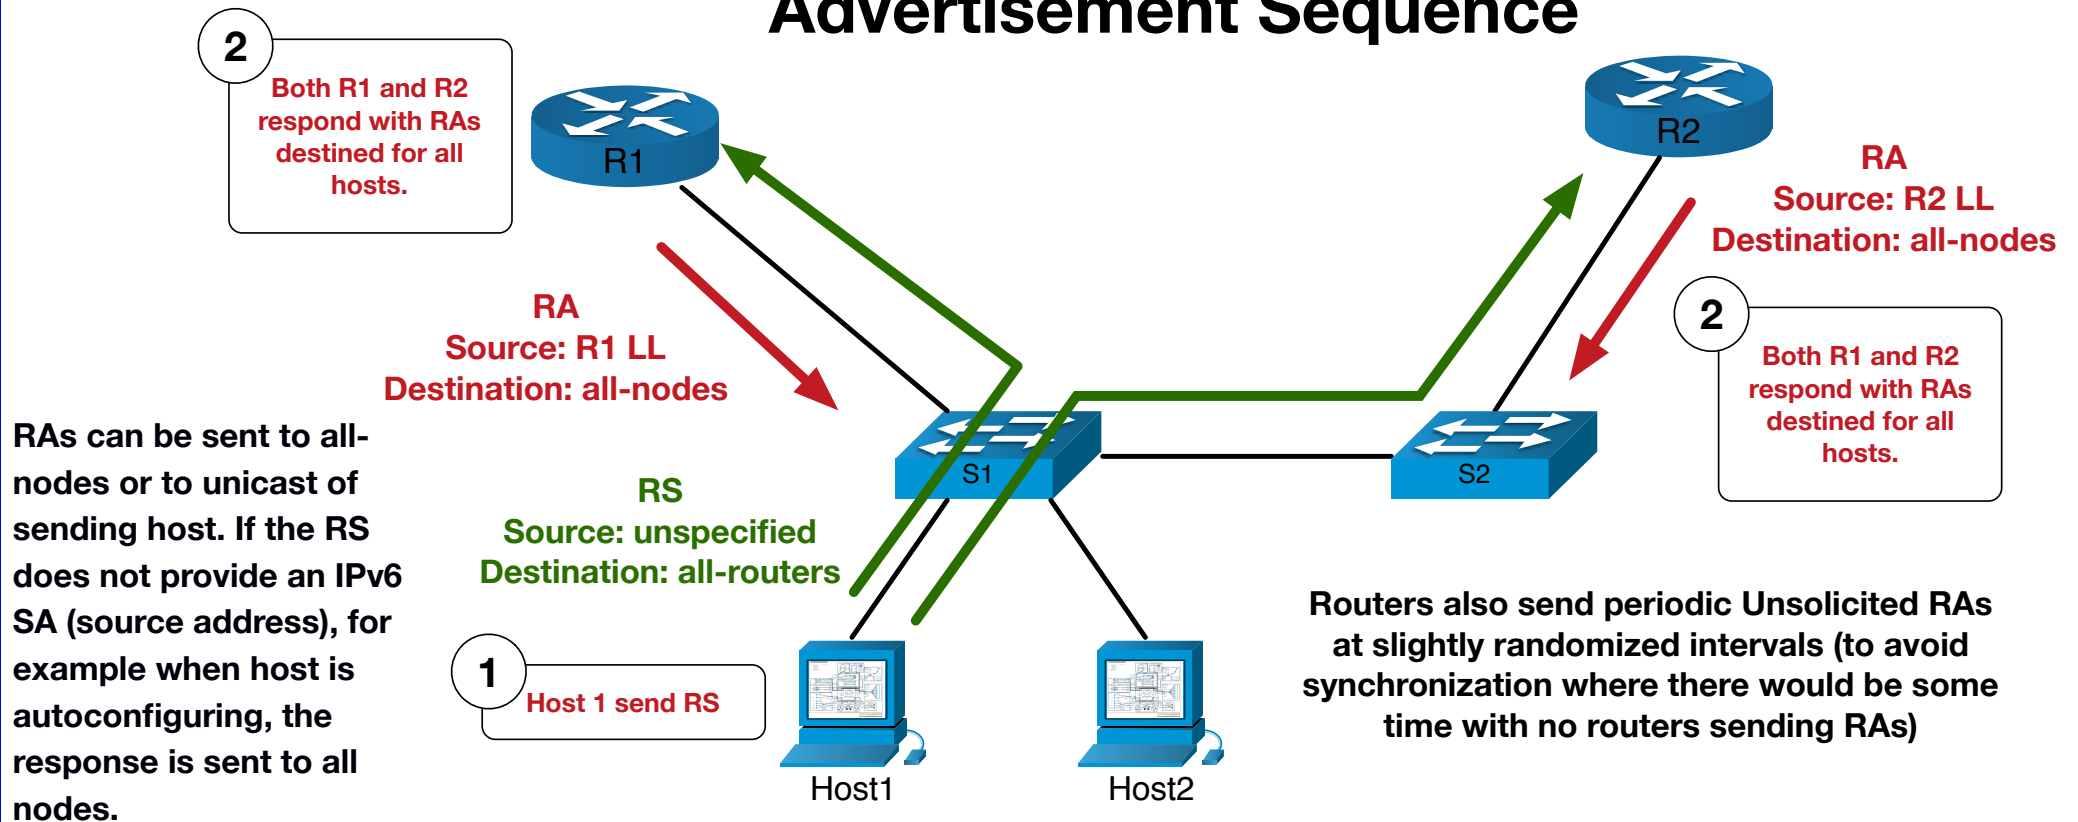 Advertisement Sequence
2
Both R1 and R2
respond with RAs
destined for all
hosts.
R1
R2
RA
Source: R2 LL
Destination: all-nodes
RA
Source: R1 LL
Destination: all-nodes
2
Both R1 and R2
respond with RAs
destined for all
hosts.
RAs can be sent to all-
nodes or to unicast of
sending host. If the RS
does not provide an IPv6
SA (source address), for
example when host is
autoconfiguring, the
response is sent to all
nodes.
S1
S2
RS
Source: unspecified
Destination: all-routers
1
Host 1 send RS
Routers also send periodic Unsolicited RAs
at slightly randomized intervals (to avoid
synchronization where there would be some
time with no routers sending RAs)
Host1
Host2